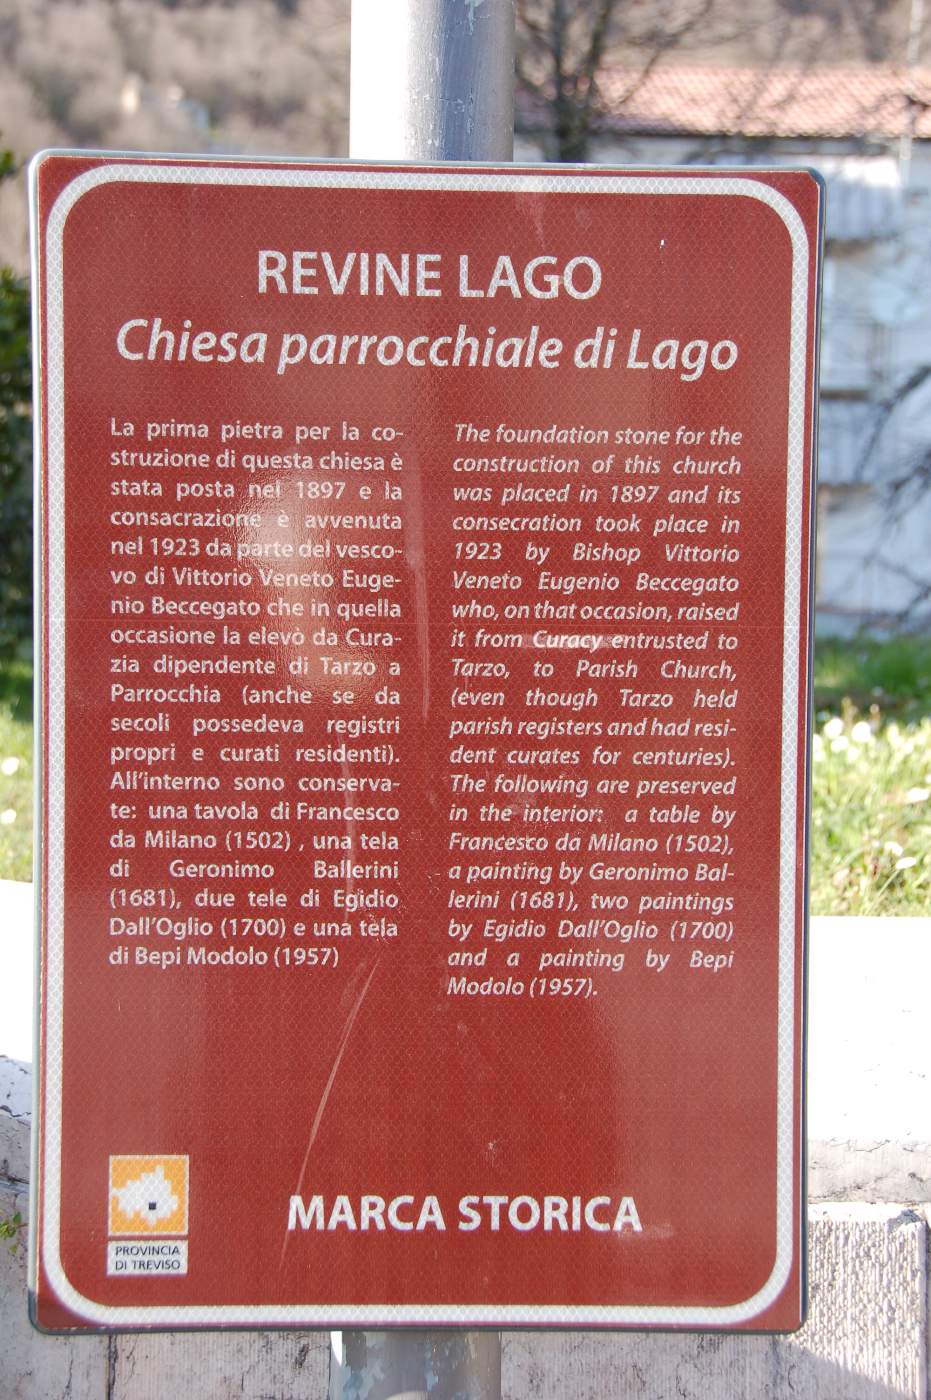 REVINE LAGO
Chiesa parrocchiale di Lago
La prima pietra per la co-
struzione di questa chiesa è
stata posta nel 1897 e la
consacrazione è avvenuta
nel 1923 da parte del vesco-
vo di Vittorio Veneto Euge-
nio Beccegato che in quella
occasione la elevò da Cura-
zia dipendente di Tarzo a
Parrocchia (anche se da
secoli possedeva registri
propri e curati residenti).
All'interno sono conserva-
te: una tavola di Francesco
da Milano (1502) , una tela
di Geronimo Ballerini
(1681), due tele di Egidio
Dall'Oglio (1700) e una tela
di Bepi Modolo (1957)
The foundation stone for the
construction of this church
was placed in 1897 and its
consecration took place in
1923 by Bishop Vittorio
Veneto Eugenio Beccegato
who, on that occasion, raised
it from Curacy entrusted to
Tarzo, to Parish Church,
(even though Tarzo held
parish registers and had resi-
dent curates for centuries).
The following are preserved
in the interior: a table by
Francesco da Milano (1502),
a painting by Geronimo Bal-
lerini (1681), two paintings
by Egidio Dall'Oglio (1700)
and a painting by Bepi
Modolo (1957).
MARCA STORICA
PROVINCIA
DI TREVISO